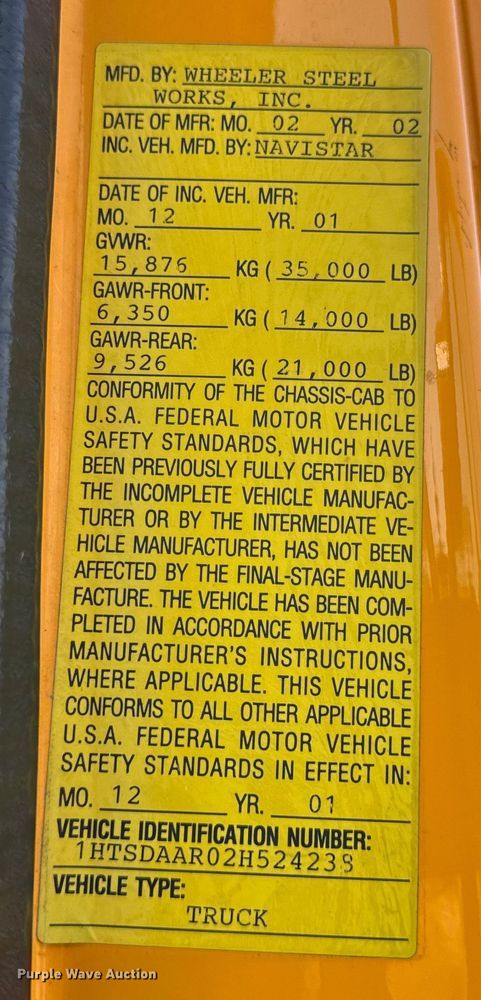 MFD. BY: WHEELER STEEL
WORKS, INC.
DATE OF MFR: MO. 02 YR. 02
INC. VEH. MFD. BY: NAVISTAR
DATE OF INC. VEH. MFR:
MO. 12 YR. 01
GVWR:
15,876 KG ( 35,000 LB)
GAWR-FRONT:
6,350 KG ( 14,000 LB)
GAWR-REAR:
9,526 KG ( 21,000 LB)
CONFORMITY OF THE CHASSIS-CAB TO
U.S.A. FEDERAL MOTOR VEHICLE
SAFETY STANDARDS, WHICH HAVE
BEEN PREVIOUSLY FULLY CERTIFIED BY
THE INCOMPLETE VEHICLE MANUFAC-
TURER OR BY THE INTERMEDIATE VE-
HICLE MANUFACTURER, HAS NOT BEEN
AFFECTED BY THE FINAL-STAGE MANU-
FACTURE. THE VEHICLE HAS BEEN COM-
PLETED IN ACCORDANCE WITH PRIOR
MANUFACTURER'S INSTRUCTIONS,
WHERE APPLICABLE. THIS VEHICLE
CONFORMS TO ALL OTHER APPLICABLE
U.S.A. FEDERAL MOTOR VEHICLE
SAFETY STANDARDS IN EFFECT IN:
MO. 12 YR. 01
VEHICLE IDENTIFICATION NUMBER:
1HTSDAAR02H524238
VEHICLE TYPE:
TRUCK
Purple Wave Auction